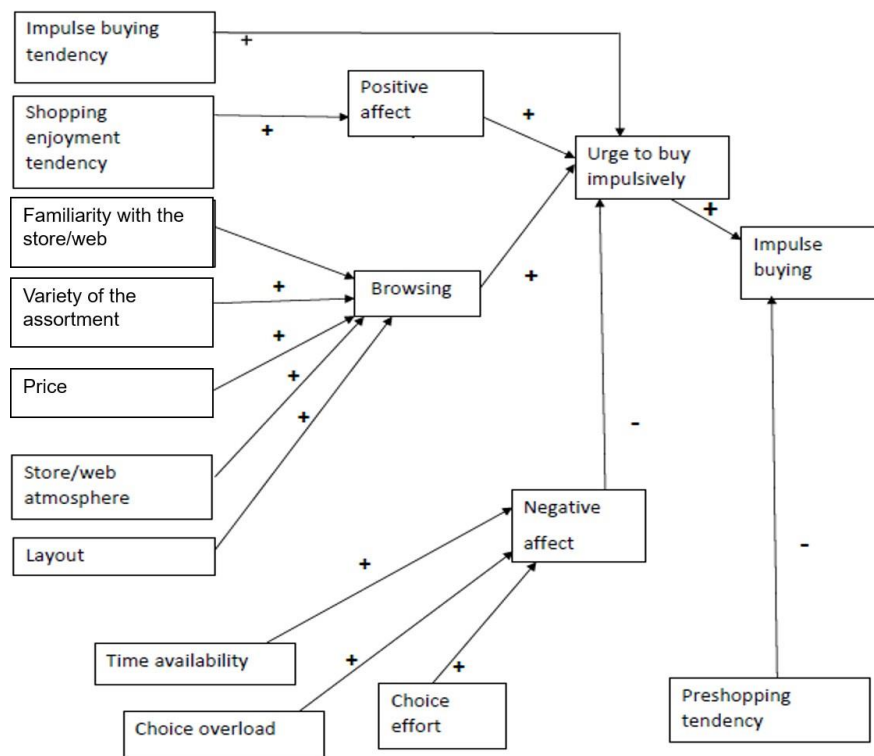 Impulse buying
tendency
+
Positive
affect
+
Shopping
enjoyment
tendency
+
Urge to buy
impulsively
+
Familiarity with the
store/web
Impulse
buying
Browsing
+
Variety of the
assortment
+
+
Price
+
+
Store/web
atmosphere
-
Negative
affect
Layout
-
+
Time availability
+
+
Choice
effort
Preshopping
tendency
Choice overload